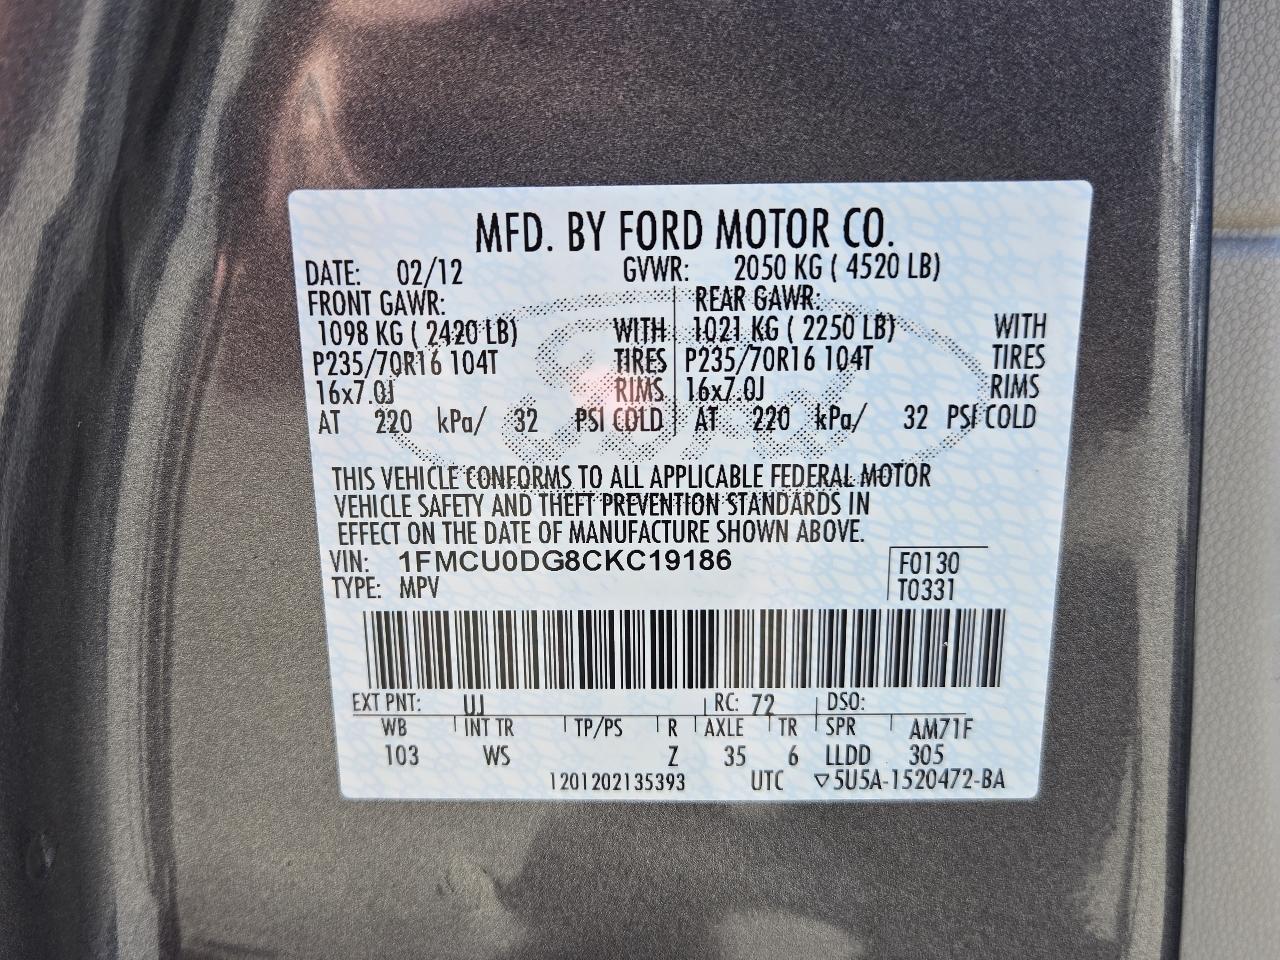 MFD. BY FORD MOTOR CO.
DATE: 02/12 GVWR: 2050 KG ( 4520 LB)
FRONT GAWR: REAR GAWR:
1098 KG ( 2420 LB) WITH 1021 KG ( 2250 LB) WITH
P235/70R16 104T TIRES P235/70R16 104T TIRES
16x7.0J RIMS 16x7.0J RIMS
AT 220 kPa/ 32 PSI COLD AT 220 kPa/ 32 PSI COLD
Ford
THIS VEHICLE CONFORMS TO ALL APPLICABLE FEDERAL MOTOR
VEHICLE SAFETY AND THEFT PREVENTION STANDARDS IN
EFFECT ON THE DATE OF MANUFACTURE SHOWN ABOVE.
VIN: 1FMCU0DG8CKC19186 F0130
TYPE: MPV T0331
EXT PNT: UJ RC: 72 DSO:
WB INT TR TP/PS R AXLE TR SPR AM71F
103 WS Z 35 6 LLDD 305
1201202135393 UTC ▽5U5A-1520472-BA